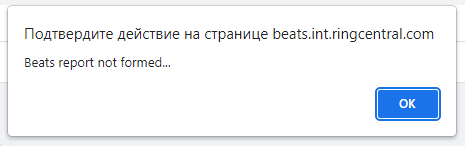 Подтвердите действие на странице beats.int.ringcentral.com
Beats report not formed...
OK